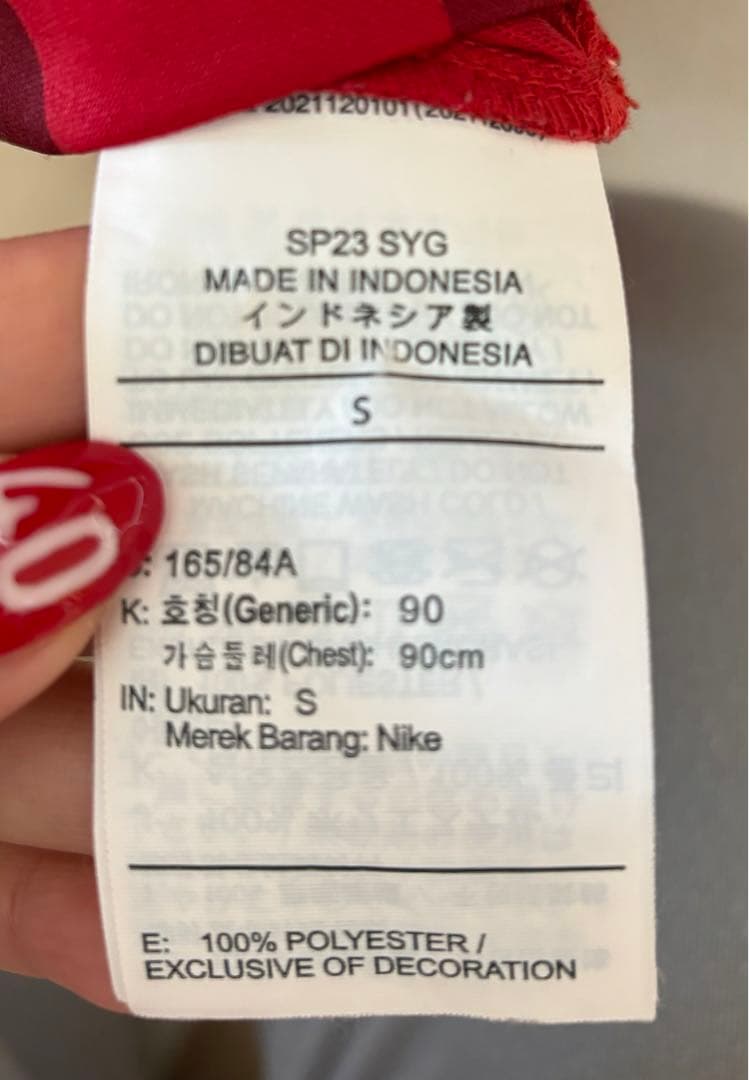 2021120101(
SP23 SYG
MADE IN INDONESIA
インドネシア製
DIBUAT DI INDONESIA
S
: 165/84A
K: 호칭(Generic): 90
가슴둘레(Chest): 90cm
IN: Ukuran: S
Merek Barang: Nike
E: 100% POLYESTER /
EXCLUSIVE OF DECORATION